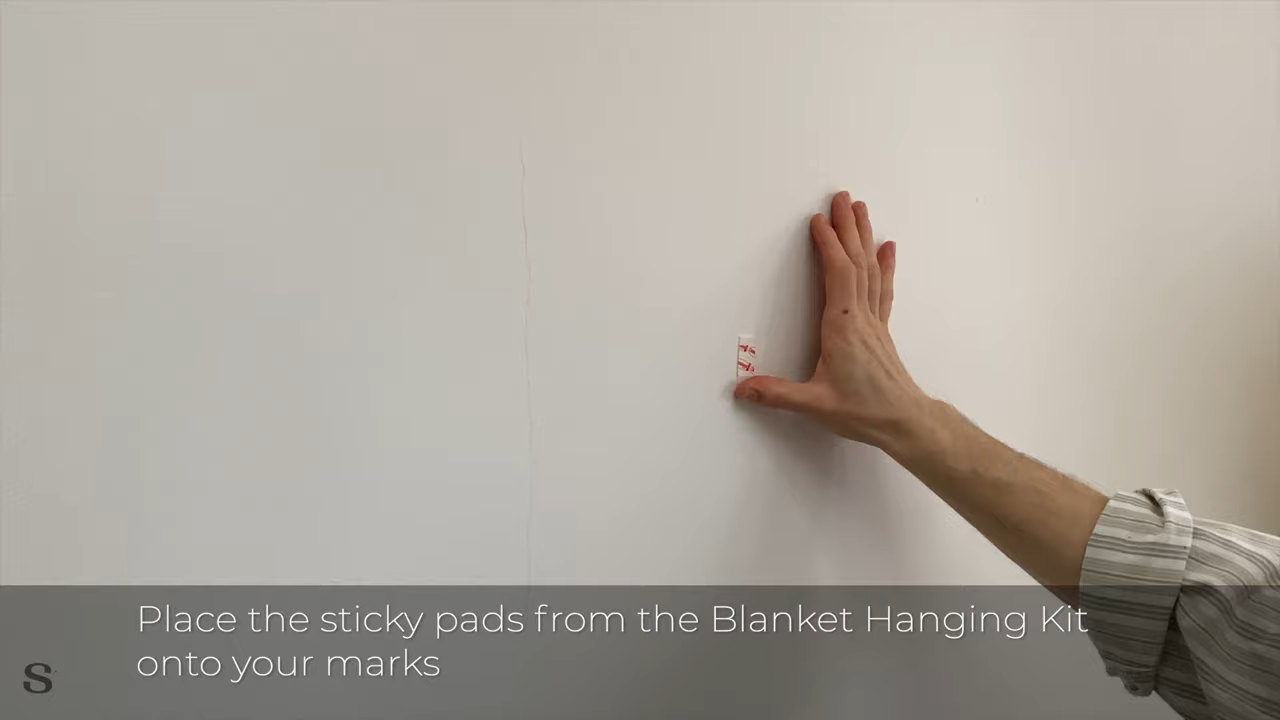 Place the sticky pads from the Blanket Hanging Kit
onto your marks
S